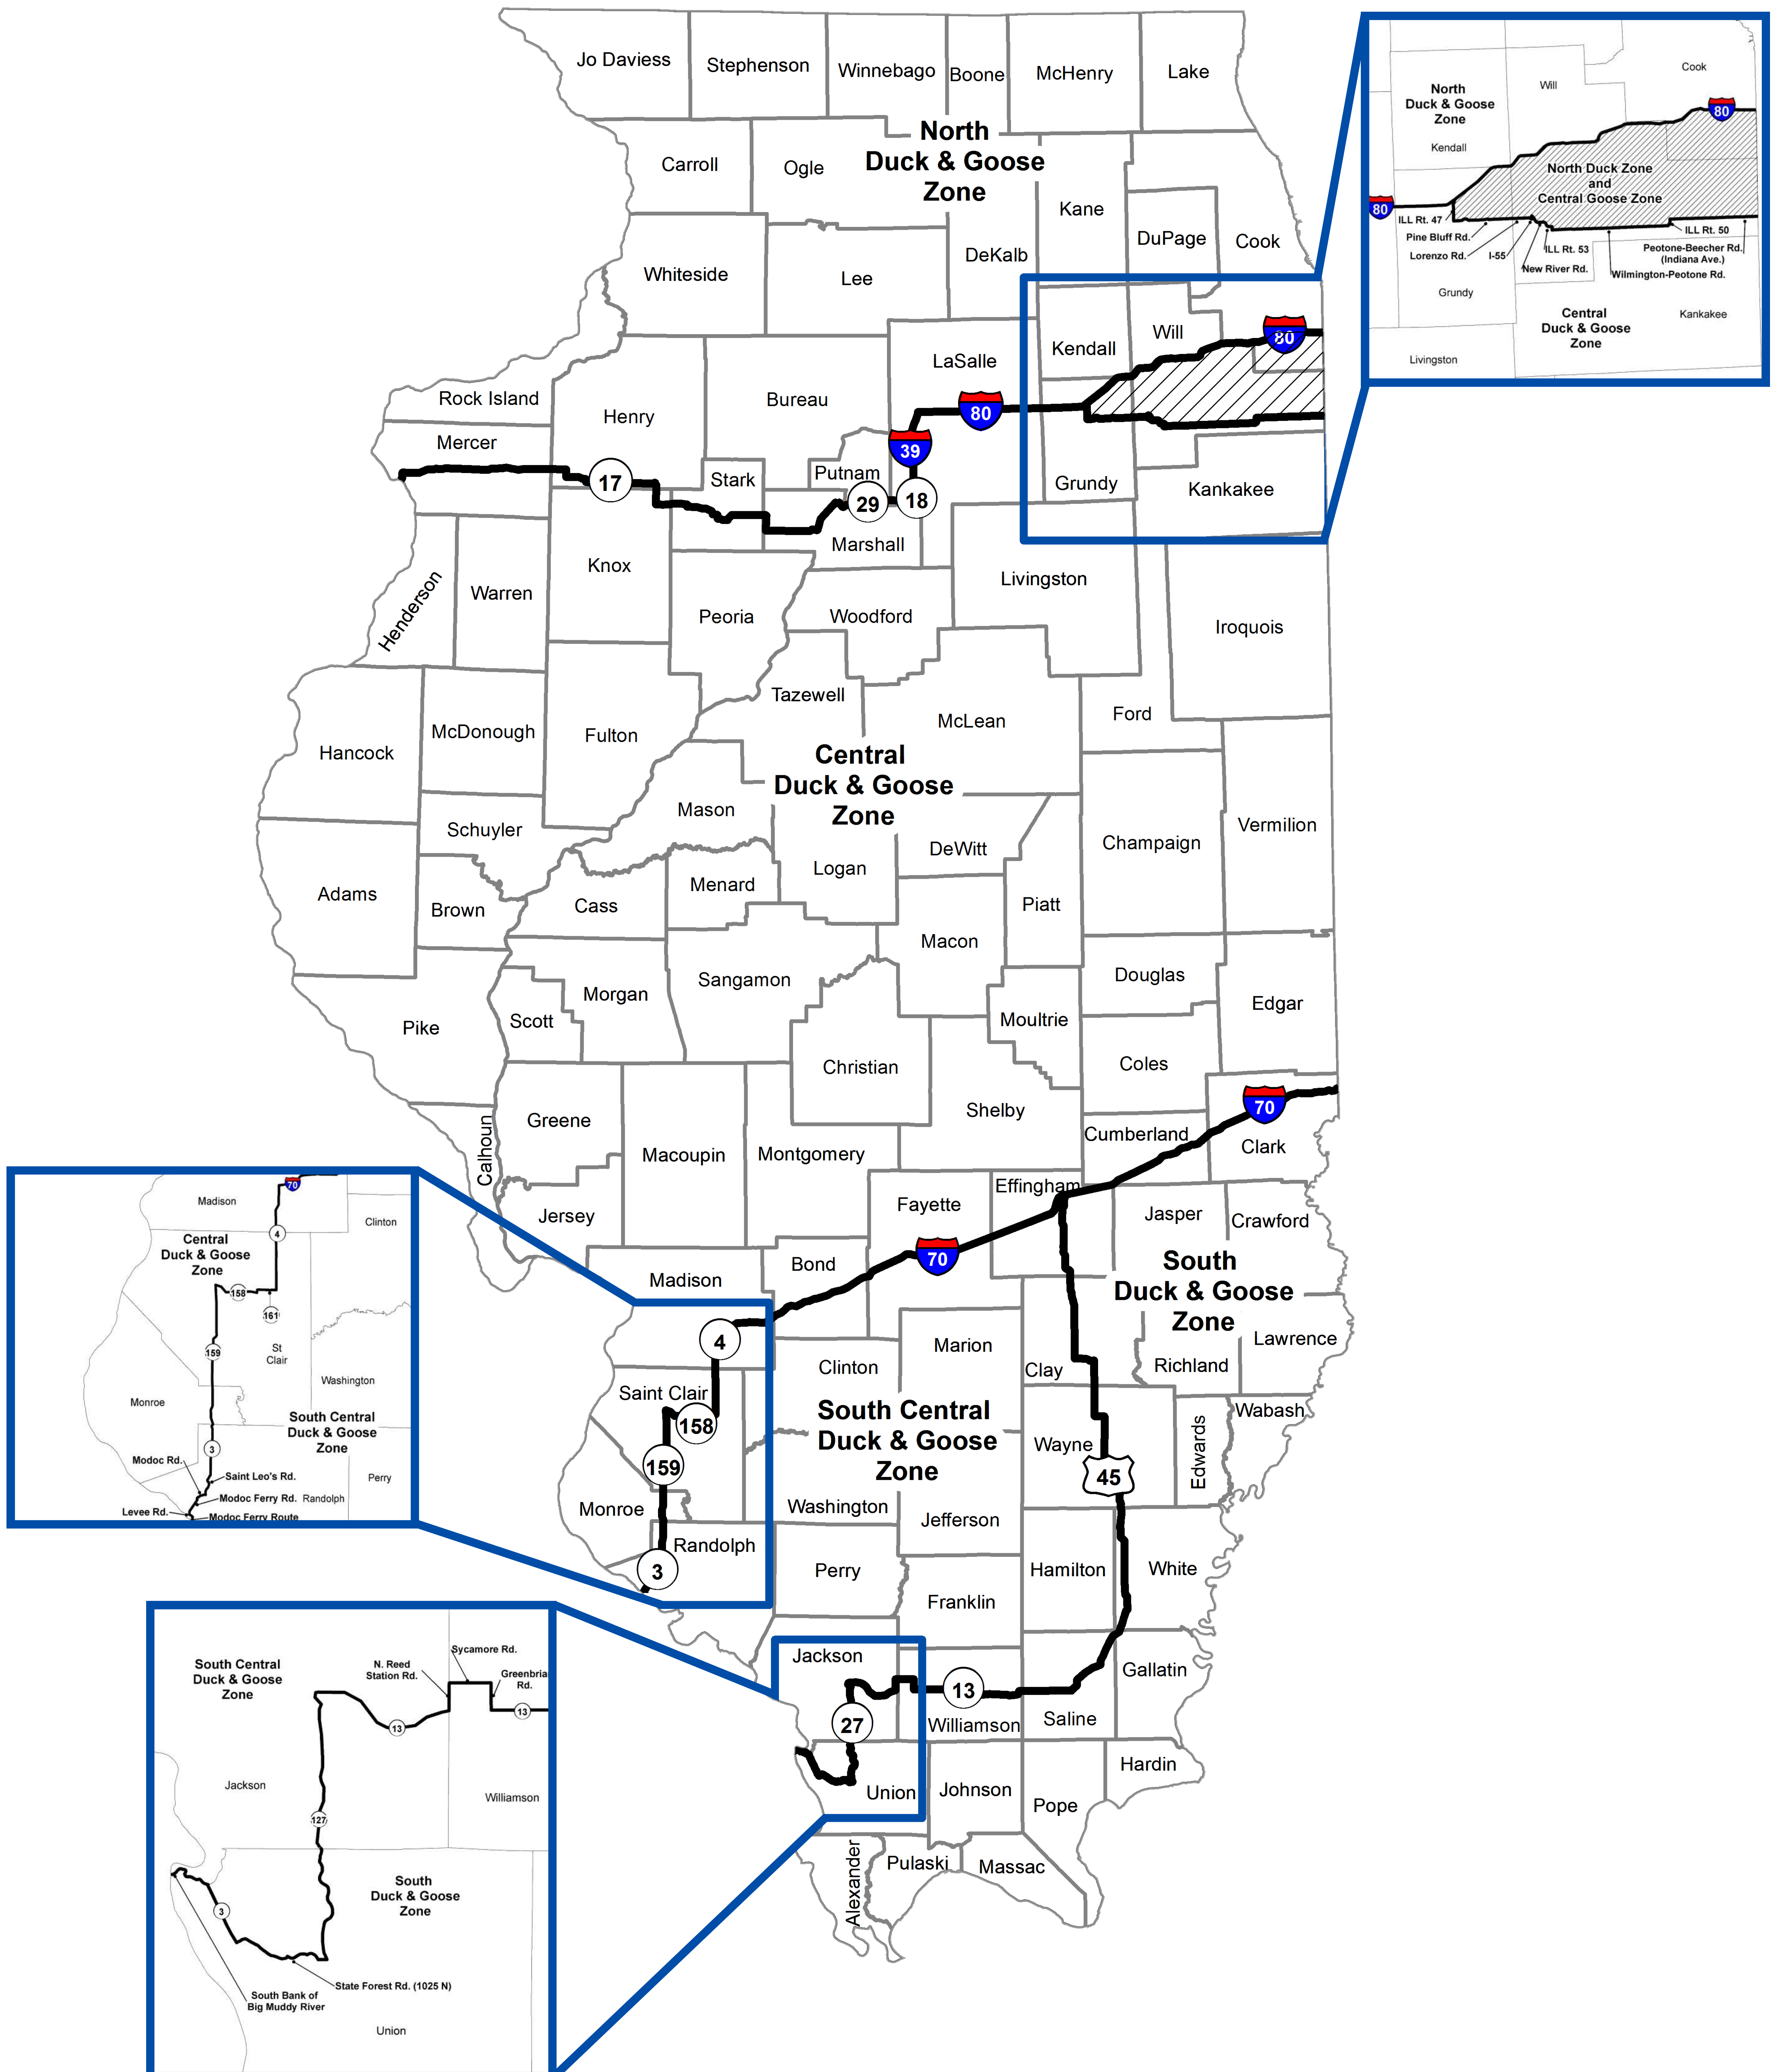 Jo Daviess
Stephenson
Winnebago
Boone
McHenry
Lake
North
Duck & Goose
Zone
Carroll
Ogle
Kane
DuPage
Cook
DeKalb
Whiteside
Lee
LaSalle
Kendall
Will
80
Rock Island
Henry
Bureau
80
Mercer
39
17
Stark
Putnam
29
18
Grundy
Kankakee
Marshall
Knox
Livingston
Henderson
Warren
Peoria
Woodford
Iroquois
Tazewell
McLean
Ford
Hancock
McDonough
Fulton
Central
Duck & Goose
Zone
Mason
Schuyler
Vermilion
Champaign
DeWitt
Logan
Adams
Menard
Brown
Cass
Piatt
Macon
Sangamon
Douglas
Morgan
Edgar
Scott
Pike
Moultrie
Christian
Coles
Greene
Shelby
70
Calhoun
Cumberland
Clark
Macoupin
Montgomery
Effingham
Fayette
Jersey
Jasper
Crawford
70
Bond
Madison
South
Duck & Goose
Zone
4
Marion
Lawrence
Clinton
Clay
Richland
Saint Clair
158
South Central
Duck & Goose
Zone
Wabash
Wayne
Edwards
159
45
Monroe
Washington
Jefferson
Randolph
3
Perry
Hamilton
White
Franklin
Jackson
Gallatin
13
27
Williamson
Saline
Hardin
Union
Johnson
Pope
Alexander
Pulaski
Massac
Cook
Will
North
Duck & Goose
Zone
80
Kendall
North Duck Zone
and
Central Goose Zone
80
ILL Rt. 47
ILL Rt. 50
Pine Bluff Rd.
Lorenzo Rd.
I-55
ILL Rt. 53
New River Rd.
Peotone-Beecher Rd.
(Indiana Ave.)
Wilmington-Peotone Rd.
Grundy
Central
Duck & Goose
Zone
Kankakee
Livingston
70
Madison
Clinton
4
Central
Duck & Goose
Zone
158
161
159
St
Clair
Washington
Monroe
South Central
Duck & Goose
Zone
3
Modoc Rd.
Saint Leo's Rd.
Perry
Modoc Ferry Rd.
Randolph
Levee Rd.
Modoc Ferry Route
Sycamore Rd.
South Central
Duck & Goose
Zone
N. Reed
Station Rd.
Greenbria
Rd.
13
13
Jackson
Williamson
127
South
Duck & Goose
Zone
3
State Forest Rd. (1025 N)
South Bank of
Big Muddy River
Union